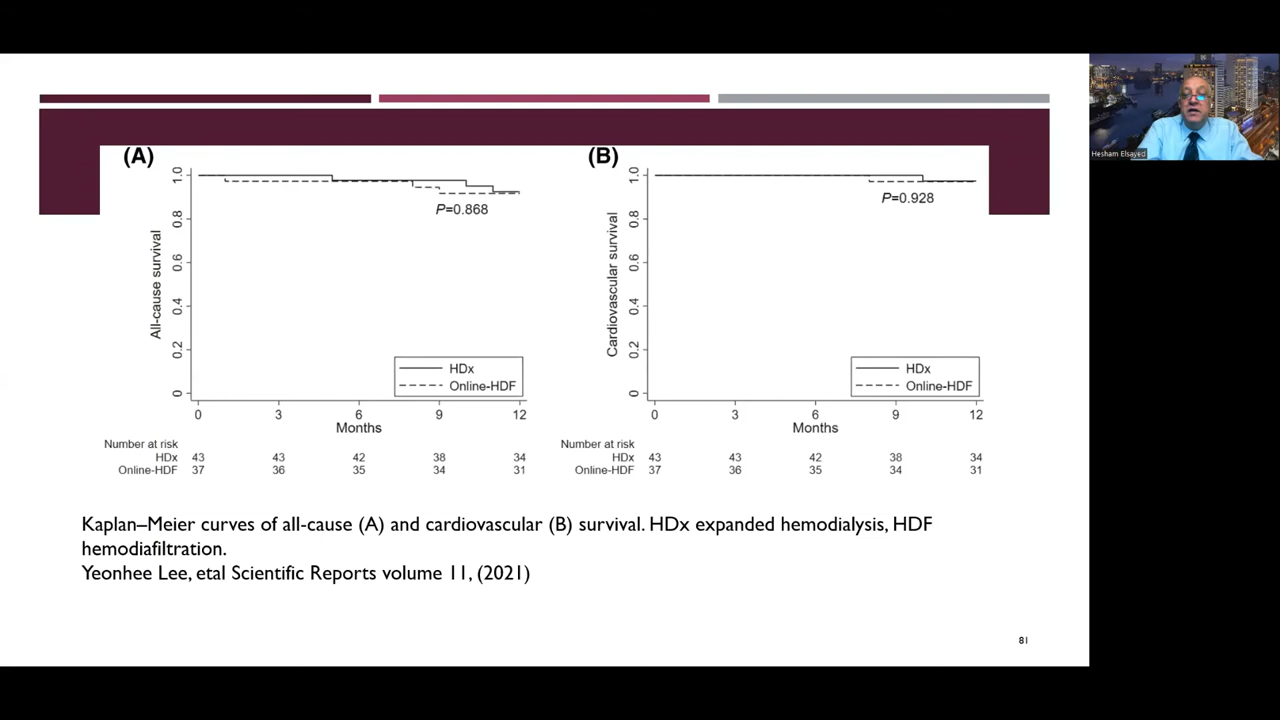 (A)
1.0
0.8
0.6
0.4
0.2
0
All-cause survival
P=0.868
HDx
Online-HDF
0 3 6 9 12
Months
Number at risk
HDx 43 43 42 38 34
Online-HDF 37 36 35 34 31
(B)
1.0
0.8
0.6
0.4
0.2
0
Cardiovascular survival
P=0.928
HDx
Online-HDF
0 3 6 9 12
Months
Number at risk
HDx 43 43 42 38 34
Online-HDF 37 36 35 34 31
Kaplan–Meier curves of all-cause (A) and cardiovascular (B) survival. HDx expanded hemodialysis, HDF
hemodiafiltration.
Yeonhee Lee, etal Scientific Reports volume 11, (2021)
81
Hesham Elsayed